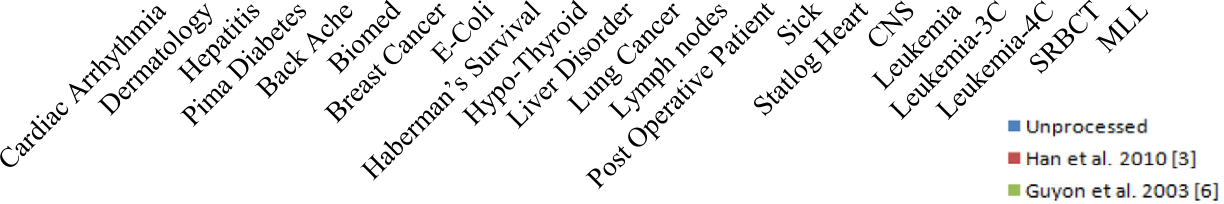 Cardiac Arrhythmia
Dermatology
Hepatitis
Pima Diabetes
Back Ache
Biomed
Breast Cancer
E-Coli
Haberman's Survival
Hypo-Thyroid
Liver Disorder
Lung Cancer
Lymph nodes
Post Operative Patient
Sick
Statlog Heart
CNS
Leukemia
Leukemia-3C
Leukemia-4C
SRBCT
MLL
Unprocessed
Han et al. 2010 [3]
Guyon et al. 2003 [6]